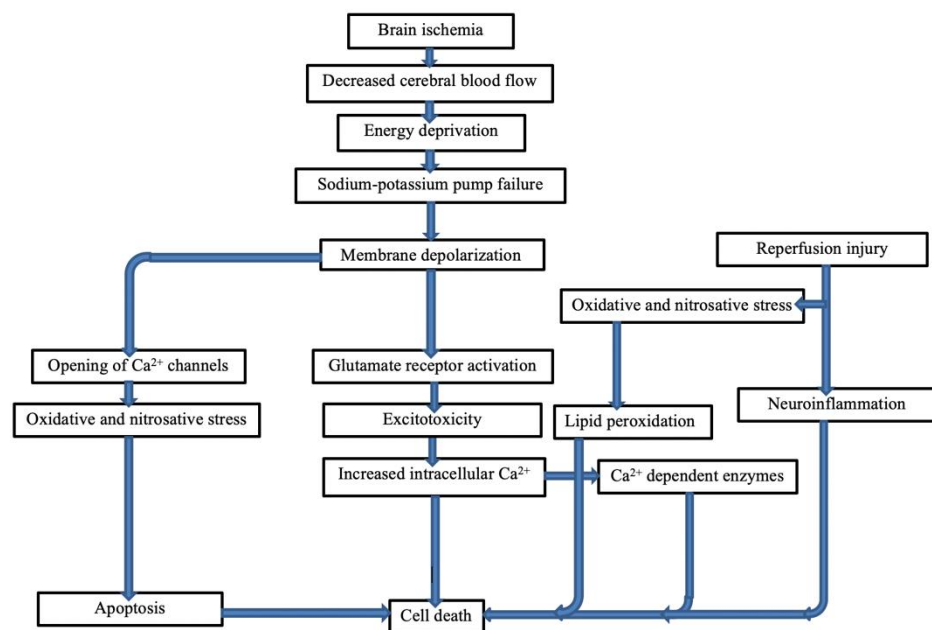 Brain ischemia
Decreased cerebral blood flow
Energy deprivation
Sodium-potassium pump failure
Membrane depolarization
Reperfusion injury
Oxidative and nitrosative stress
Opening of Ca²⁺ channels
Glutamate receptor activation
Oxidative and nitrosative stress
Excitotoxicity
Lipid peroxidation
Neuroinflammation
Increased intracellular Ca²⁺
Ca²⁺ dependent enzymes
Apoptosis
Cell death